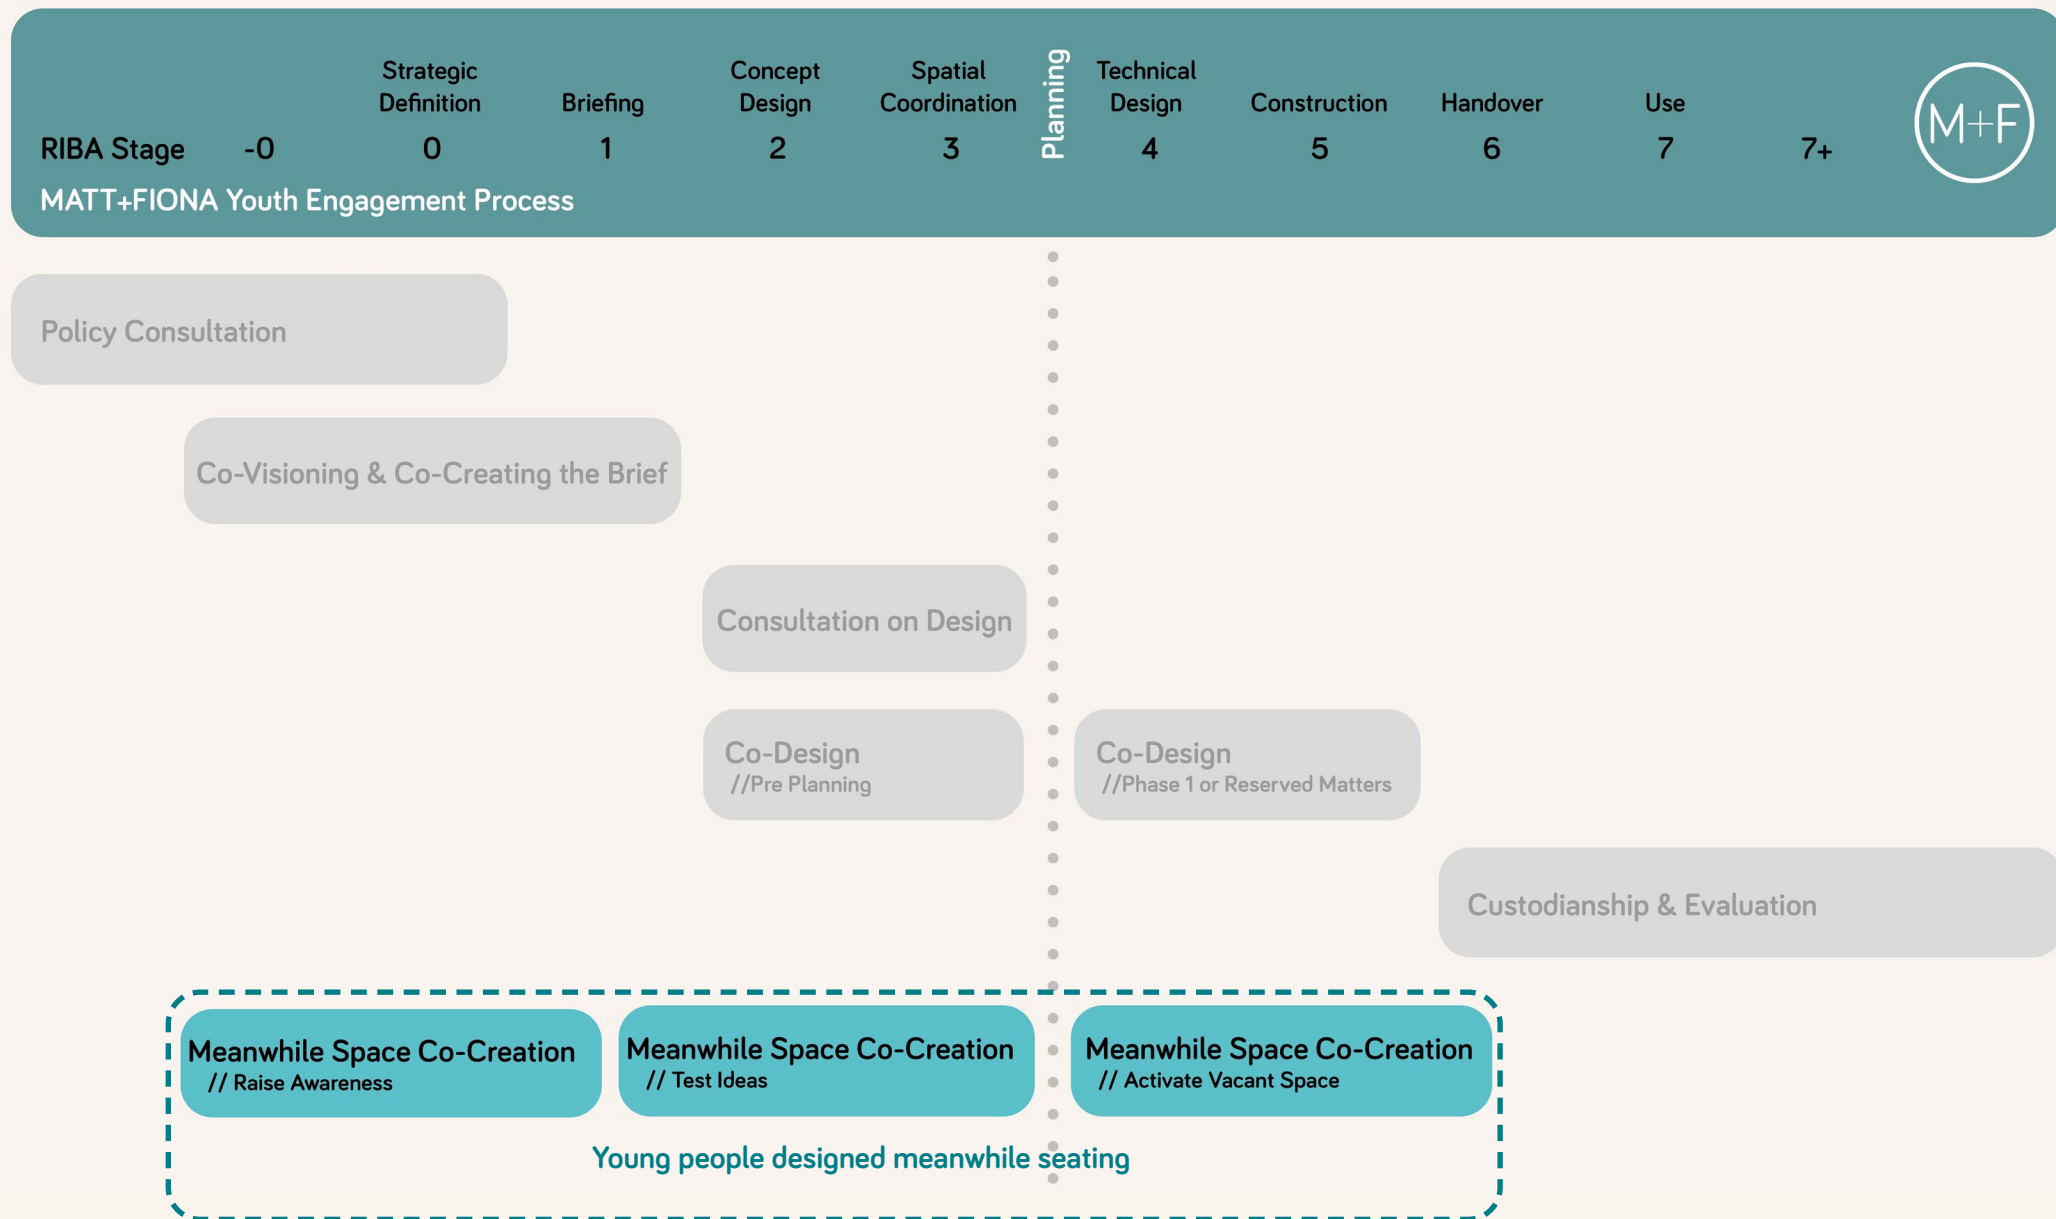 Strategic
Definition
Briefing
Concept
Design
Spatial
Coordination
Planning
Technical
Design
Construction
Handover
Use
RIBA Stage -0 0 1 2 3 4 5 6 7 7+
M+F
MATT+FIONA Youth Engagement Process
Policy Consultation
Co-Visioning & Co-Creating the Brief
Consultation on Design
Co-Design
//Pre Planning
Co-Design
//Phase 1 or Reserved Matters
Custodianship & Evaluation
Meanwhile Space Co-Creation
// Raise Awareness
Meanwhile Space Co-Creation
// Test Ideas
Meanwhile Space Co-Creation
// Activate Vacant Space
Young people designed meanwhile seating